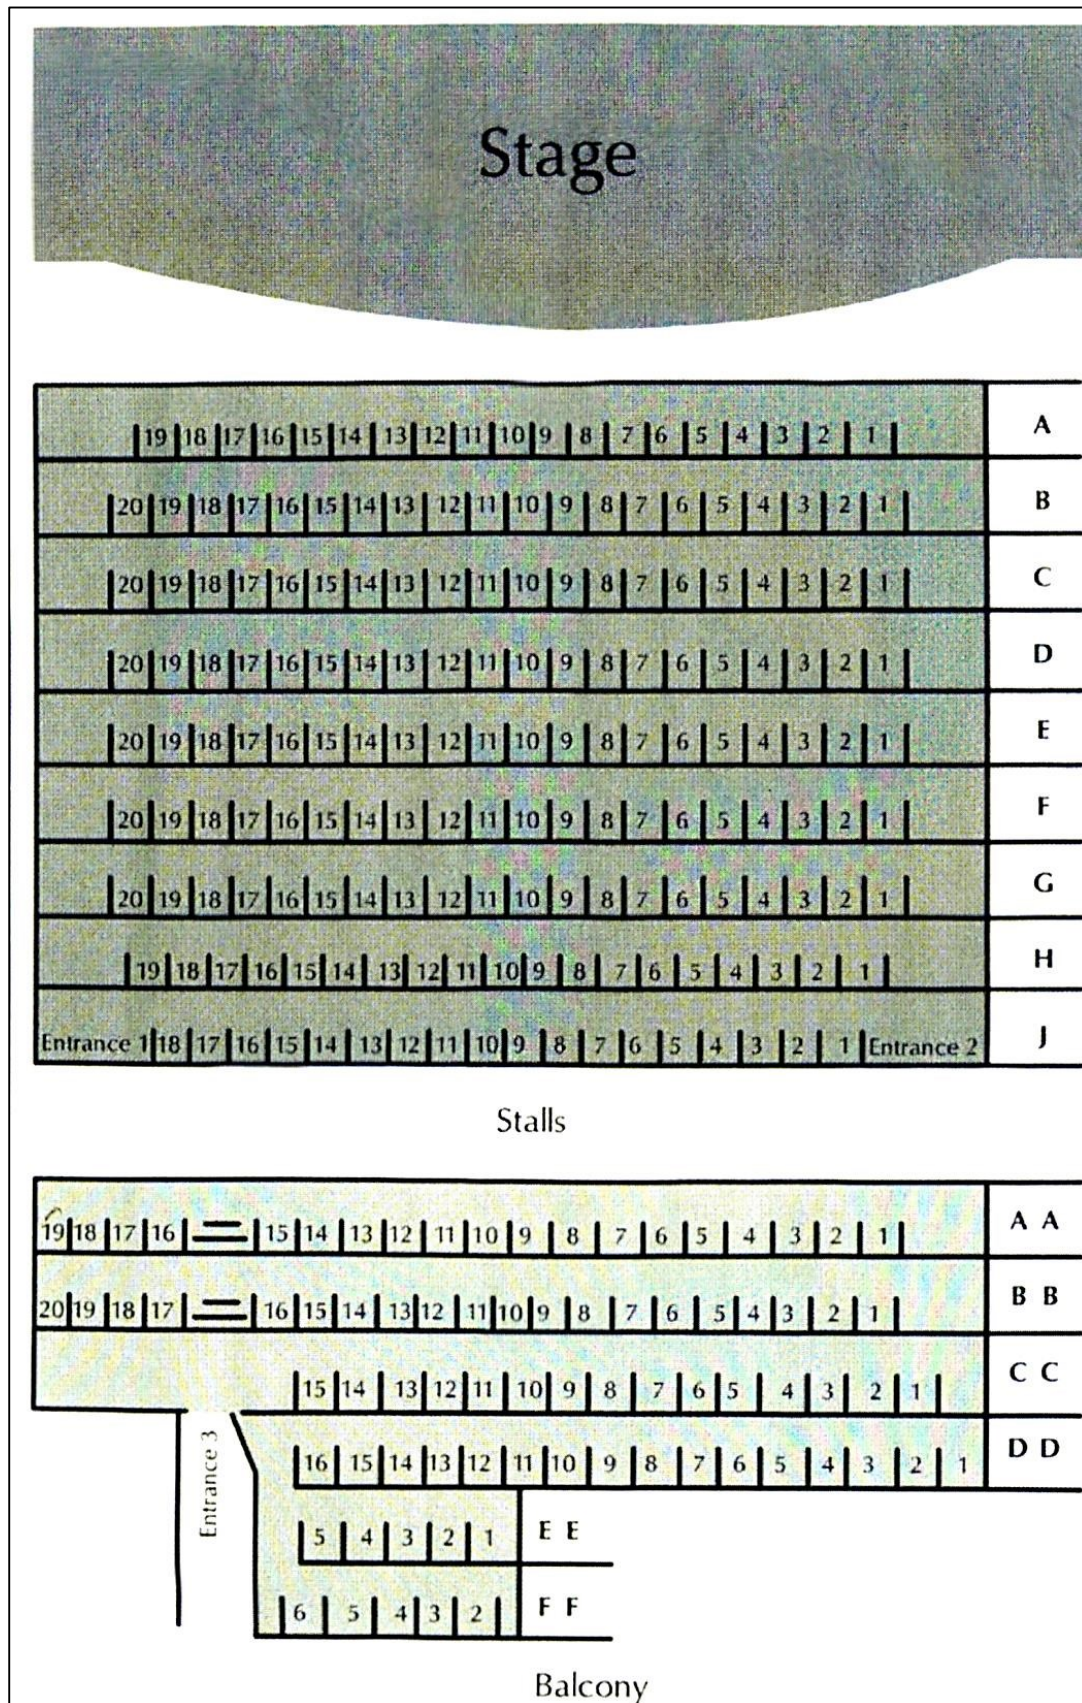 Stage
19 18 17 16 15 14 13 12 11 10 9 8 7 6 5 4 3 2 1 A
20 19 18 17 16 15 14 13 12 11 10 9 8 7 6 5 4 3 2 1 B
20 19 18 17 16 15 14 13 12 11 10 9 8 7 6 5 4 3 2 1 C
20 19 18 17 16 15 14 13 12 11 10 9 8 7 6 5 4 3 2 1 D
20 19 18 17 16 15 14 13 12 11 10 9 8 7 6 5 4 3 2 1 E
20 19 18 17 16 15 14 13 12 11 10 9 8 7 6 5 4 3 2 1 F
20 19 18 17 16 15 14 13 12 11 10 9 8 7 6 5 4 3 2 1 G
19 18 17 16 15 14 13 12 11 10 9 8 7 6 5 4 3 2 1 H
Entrance 1 18 17 16 15 14 13 12 11 10 9 8 7 6 5 4 3 2 1 Entrance 2 J
Stalls
19 18 17 16 15 14 13 12 11 10 9 8 7 6 5 4 3 2 1 A A
20 19 18 17 16 15 14 13 12 11 10 9 8 7 6 5 4 3 2 1 B B
15 14 13 12 11 10 9 8 7 6 5 4 3 2 1 C C
16 15 14 13 12 11 10 9 8 7 6 5 4 3 2 1 D D
Entrance 3
5 4 3 2 1 E E
6 5 4 3 2 F F
Balcony